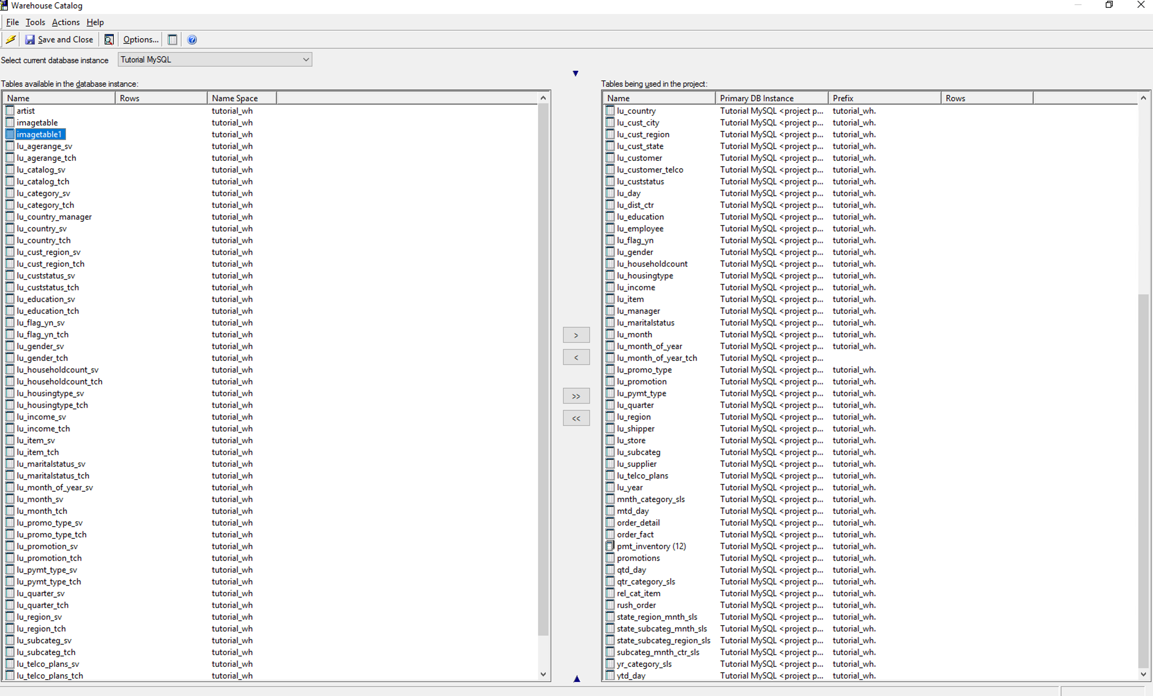 Warehouse Catalog
File Tools Actions Help
Save and Close Options...
Select current database instance Tutorial MySQL
Tables available in the database instance:
Name Rows Name Space
artist tutorial_wh
imagetable tutorial_wh
imagetable1 tutorial_wh
lu_agerange_sv tutorial_wh
lu_agerange_tch tutorial_wh
lu_catalog_sv tutorial_wh
lu_catalog_tch tutorial_wh
lu_category_sv tutorial_wh
lu_category_tch tutorial_wh
lu_country_manager tutorial_wh
lu_country_sv tutorial_wh
lu_country_tch tutorial_wh
lu_cust_region_sv tutorial_wh
lu_cust_region_tch tutorial_wh
lu_custstatus_sv tutorial_wh
lu_custstatus_tch tutorial_wh
lu_education_sv tutorial_wh
lu_education_tch tutorial_wh
lu_flag_yn_sv tutorial_wh
lu_flag_yn_tch tutorial_wh
lu_gender_sv tutorial_wh
lu_gender_tch tutorial_wh
lu_householdcount_sv tutorial_wh
lu_householdcount_tch tutorial_wh
lu_housingtype_sv tutorial_wh
lu_housingtype_tch tutorial_wh
lu_income_sv tutorial_wh
lu_income_tch tutorial_wh
lu_item_sv tutorial_wh
lu_item_tch tutorial_wh
lu_maritalstatus_sv tutorial_wh
lu_maritalstatus_tch tutorial_wh
lu_month_of_year_sv tutorial_wh
lu_month_sv tutorial_wh
lu_month_tch tutorial_wh
lu_promo_type_sv tutorial_wh
lu_promo_type_tch tutorial_wh
lu_promotion_sv tutorial_wh
lu_promotion_tch tutorial_wh
lu_pymt_type_sv tutorial_wh
lu_pymt_type_tch tutorial_wh
lu_quarter_sv tutorial_wh
lu_quarter_tch tutorial_wh
lu_region_sv tutorial_wh
lu_region_tch tutorial_wh
lu_subcateg_sv tutorial_wh
lu_subcateg_tch tutorial_wh
lu_telco_plans_sv tutorial_wh
lu_telco_plans_tch tutorial_wh
>
<
>>
<<
Tables being used in the project:
Name Primary DB Instance Prefix Rows
lu_country Tutorial MySQL <project p... tutorial_wh.
lu_cust_city Tutorial MySQL <project p... tutorial_wh.
lu_cust_region Tutorial MySQL <project p... tutorial_wh.
lu_cust_state Tutorial MySQL <project p... tutorial_wh.
lu_customer Tutorial MySQL <project p... tutorial_wh.
lu_customer_telco Tutorial MySQL <project p... tutorial_wh.
lu_custstatus Tutorial MySQL <project p... tutorial_wh.
lu_day Tutorial MySQL <project p... tutorial_wh.
lu_dist_ctr Tutorial MySQL <project p... tutorial_wh.
lu_education Tutorial MySQL <project p... tutorial_wh.
lu_employee Tutorial MySQL <project p... tutorial_wh.
lu_flag_yn Tutorial MySQL <project p... tutorial_wh.
lu_gender Tutorial MySQL <project p... tutorial_wh.
lu_householdcount Tutorial MySQL <project p... tutorial_wh.
lu_housingtype Tutorial MySQL <project p... tutorial_wh.
lu_income Tutorial MySQL <project p... tutorial_wh.
lu_item Tutorial MySQL <project p... tutorial_wh.
lu_manager Tutorial MySQL <project p... tutorial_wh.
lu_maritalstatus Tutorial MySQL <project p... tutorial_wh.
lu_month Tutorial MySQL <project p... tutorial_wh.
lu_month_of_year Tutorial MySQL <project p... tutorial_wh.
lu_month_of_year_tch Tutorial MySQL <project p...
lu_promo_type Tutorial MySQL <project p... tutorial_wh.
lu_promotion Tutorial MySQL <project p... tutorial_wh.
lu_pymt_type Tutorial MySQL <project p... tutorial_wh.
lu_quarter Tutorial MySQL <project p... tutorial_wh.
lu_region Tutorial MySQL <project p... tutorial_wh.
lu_shipper Tutorial MySQL <project p... tutorial_wh.
lu_store Tutorial MySQL <project p... tutorial_wh.
lu_subcateg Tutorial MySQL <project p... tutorial_wh.
lu_supplier Tutorial MySQL <project p... tutorial_wh.
lu_telco_plans Tutorial MySQL <project p... tutorial_wh.
lu_year Tutorial MySQL <project p... tutorial_wh.
mnth_category_sls Tutorial MySQL <project p... tutorial_wh.
mtd_day Tutorial MySQL <project p... tutorial_wh.
order_detail Tutorial MySQL <project p... tutorial_wh.
order_fact Tutorial MySQL <project p... tutorial_wh.
pmt_inventory (12) Tutorial MySQL <project p... tutorial_wh.
promotions Tutorial MySQL <project p... tutorial_wh.
qtd_day Tutorial MySQL <project p... tutorial_wh.
qtr_category_sls Tutorial MySQL <project p... tutorial_wh.
rel_cat_item Tutorial MySQL <project p... tutorial_wh.
rush_order Tutorial MySQL <project p... tutorial_wh.
state_region_mnth_sls Tutorial MySQL <project p... tutorial_wh.
state_subcateg_mnth_sls Tutorial MySQL <project p... tutorial_wh.
state_subcateg_region_sls Tutorial MySQL <project p... tutorial_wh.
subcateg_mnth_ctr_sls Tutorial MySQL <project p... tutorial_wh.
yr_category_sls Tutorial MySQL <project p... tutorial_wh.
ytd_day Tutorial MySQL <project p... tutorial_wh.